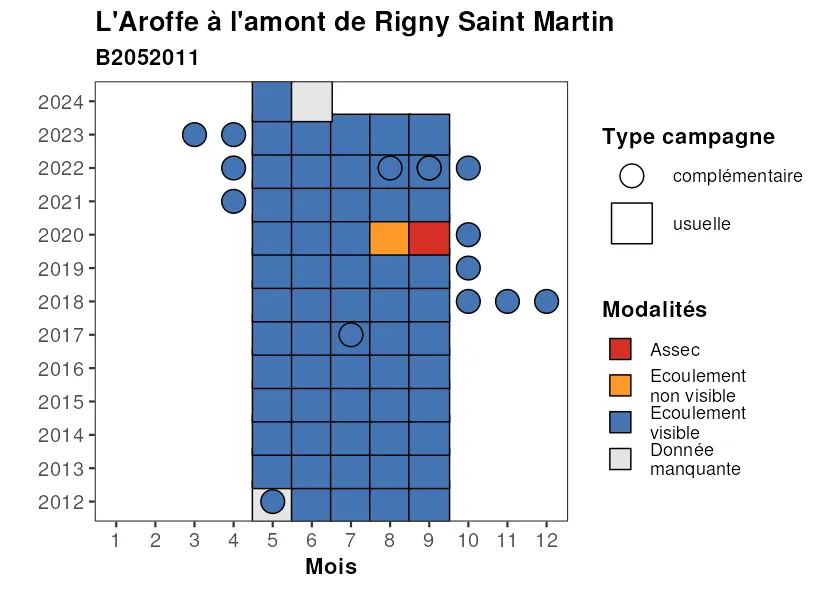 L'Aroffe à l'amont de Rigny Saint Martin
B2052011
2024
2023
2022
2021
2020
2019
2018
2017
2016
2015
2014
2013
2012
1 2 3 4 5 6 7 8 9 10 11 12
Mois
Type campagne
complémentaire
usuelle
Modalités
Assec
Ecoulement
non visible
Ecoulement
visible
Donnée
manquante